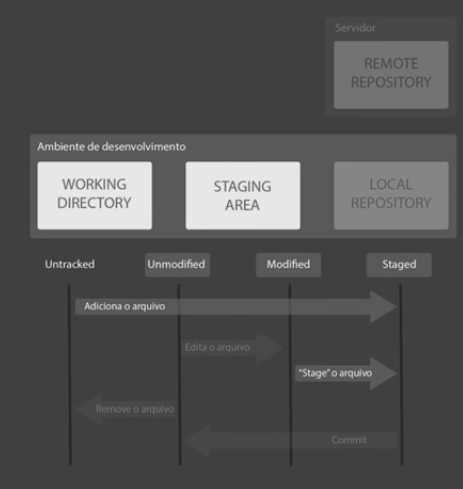 Servidor
REMOTE
REPOSITORY
Ambiente de desenvolvimento
WORKING
DIRECTORY
STAGING
AREA
LOCAL
REPOSITORY
Untracked
Unmodified
Modified
Staged
Adiciona o arquivo
Edita o arquivo
"Stage" o arquivo
Remove o arquivo
Commit